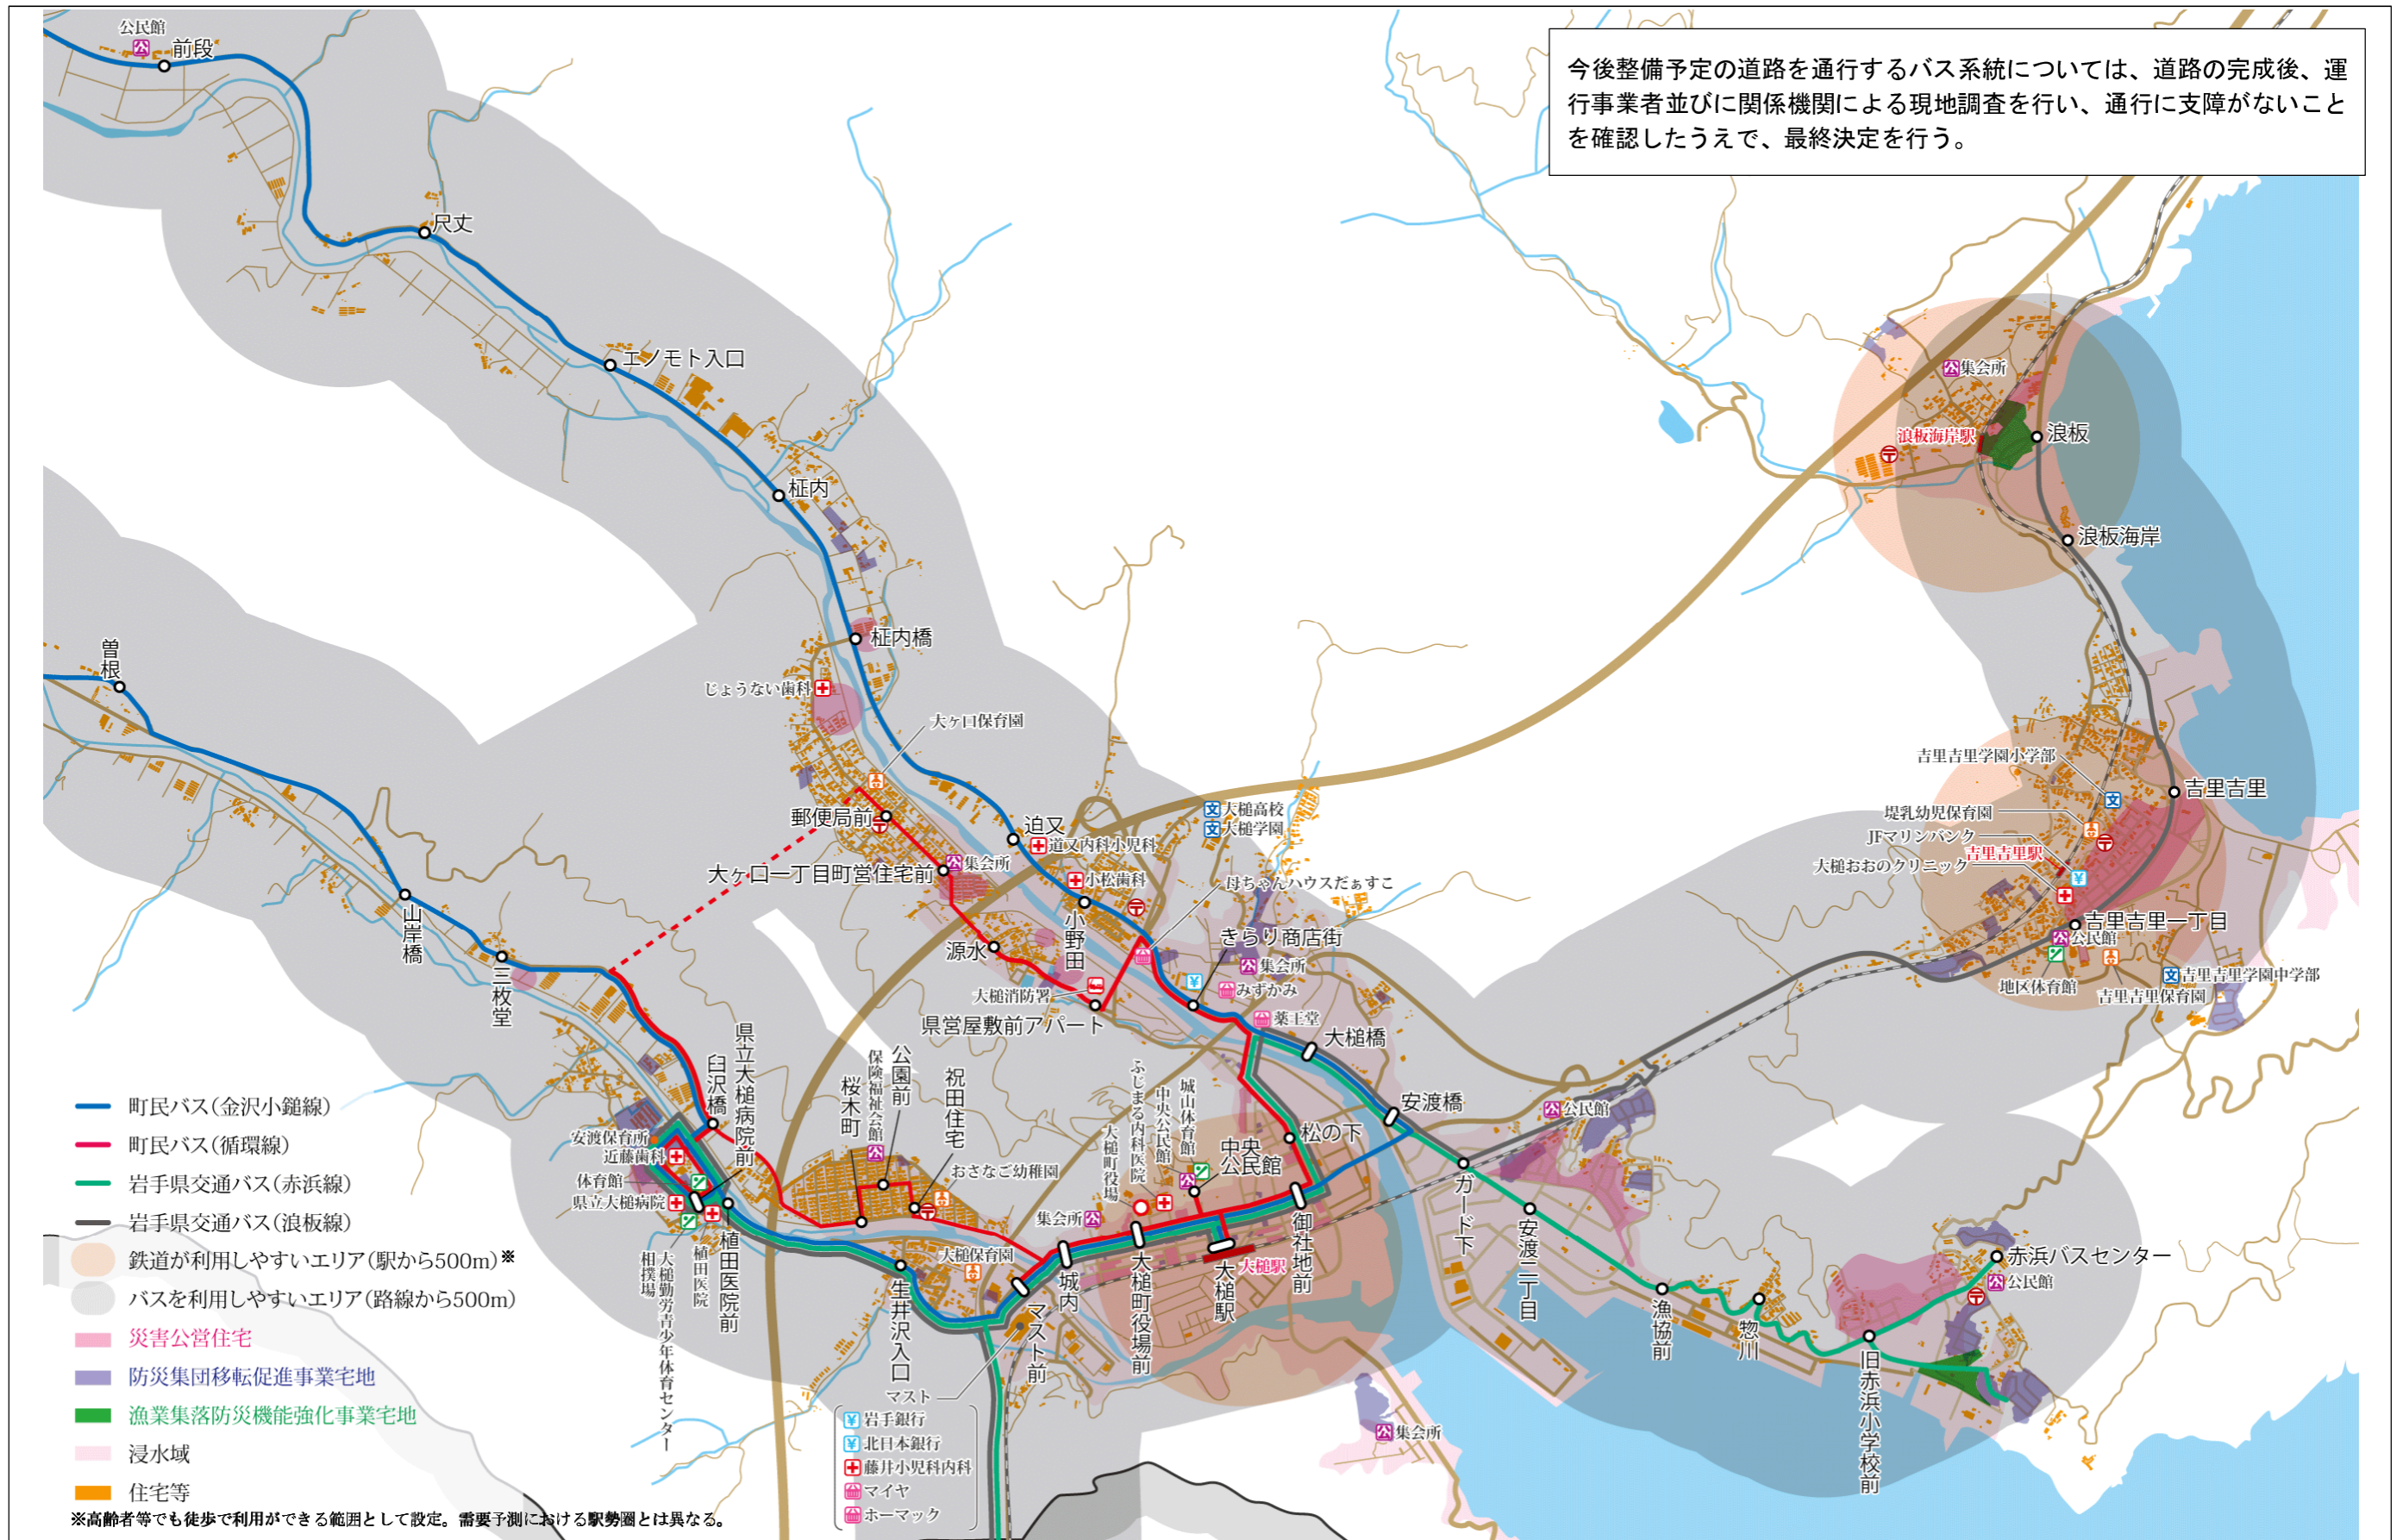 今後整備予定の道路を通行するバス系統については、道路の完成後、運
行事業者並びに関係機関による現地調査を行い、通行に支障がないこと
を確認したうえで、最終決定を行う。
公民館
前段
尺丈
エノモト入口
柾内
柾内橋
じょうない歯科
大ヶ口保育園
郵便局前
大ヶ口一丁目町営住宅前
集会所
源水
迫又
道又内科小児科
小松歯科
小野田
大槌高校
大槌学園
母ちゃんハウスだぁすこ
きらり商店街
集会所
みずかみ
薬王堂
大槌消防署
県営屋敷前アパート
大槌橋
安渡橋
曽根
山岸橋
三枚堂
臼沢橋
県立大槌病院前
安渡保育所
近藤歯科
体育館
県立大槌病院
相撲場
大槌勤労青少年体育センター
植田医院
植田医院前
桜木町
保険福祉会館
公園前
祝田住宅
おさなご幼稚園
大槌保育園
生井沢入口
マスト前
マスト
岩手銀行
北日本銀行
藤井小児科内科
マイヤ
ホーマック
集会所
城内
大槌町役場
大槌町役場前
ふじまる内科医院
中央公民館
城山体育館
中央
公民館
松の下
大槌駅
大槌駅
御社地前
ガード下
公民館
安渡二丁目
漁協前
惣川
旧赤浜小学校前
赤浜バスセンター
公民館
集会所
集会所
浪板海岸駅
浪板
浪板海岸
吉里吉里学園小学部
吉里吉里
堤乳幼児保育園
JFマリンバンク
吉里吉里駅
大槌おおのクリニック
吉里吉里一丁目
公民館
地区体育館
吉里吉里保育園
吉里吉里学園中学部
町民バス(金沢小鎚線)
町民バス(循環線)
岩手県交通バス(赤浜線)
岩手県交通バス(浪板線)
鉄道が利用しやすいエリア(駅から500m)※
バスを利用しやすいエリア(路線から500m)
災害公営住宅
防災集団移転促進事業宅地
漁業集落防災機能強化事業宅地
浸水域
住宅等
※高齢者等でも徒歩で利用ができる範囲として設定。需要予測における駅勢圏とは異なる。